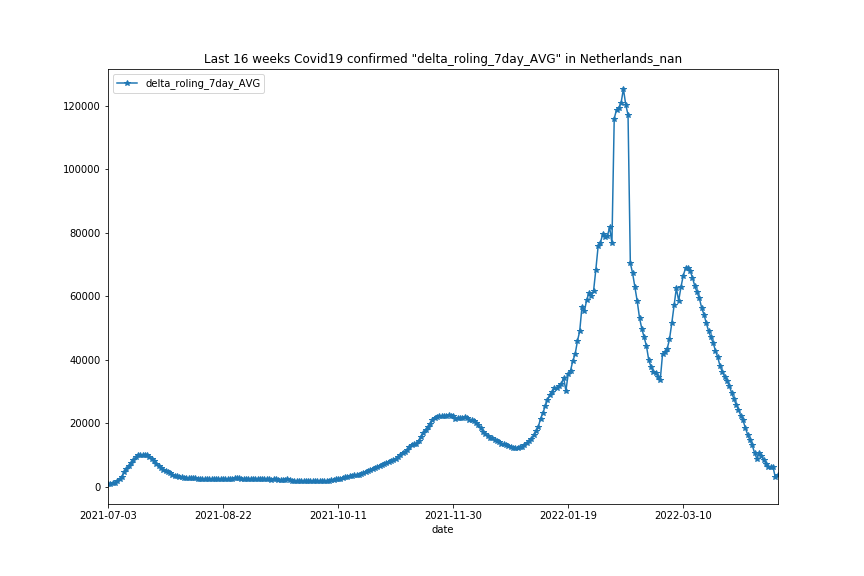 Last 16 weeks Covid19 confirmed "delta_roling_7day_AVG" in Netherlands_nan
delta_roling_7day_AVG
120000
100000
80000
60000
40000
20000
0
2021-07-03 2021-08-22 2021-10-11 2021-11-30 2022-01-19 2022-03-10
date